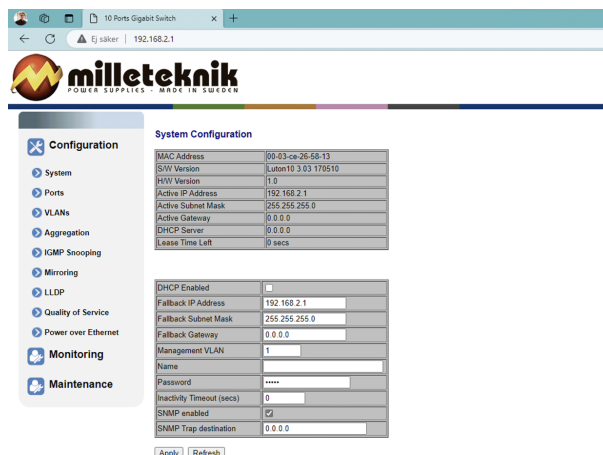 10 Ports Gigabit Switch
Ej säker
192.168.2.1
milleteknik
POWER SUPPLIES - MADE IN SWEDEN
Configuration
System
Ports
VLANs
Aggregation
IGMP Snooping
Mirroring
LLDP
Quality of Service
Power over Ethernet
Monitoring
Maintenance
System Configuration
MAC Address 00-03-ce-26-58-13
S/W Version Luton10 3.03 170510
H/W Version 1.0
Active IP Address 192.168.2.1
Active Subnet Mask 255.255.255.0
Active Gateway 0.0.0.0
DHCP Server 0.0.0.0
Lease Time Left 0 secs
DHCP Enabled
Fallback IP Address 192.168.2.1
Fallback Subnet Mask 255.255.255.0
Fallback Gateway 0.0.0.0
Management VLAN 1
Name
Password •••••
Inactivity Timeout (secs) 0
SNMP enabled
SNMP Trap destination 0.0.0.0
Apply Refresh